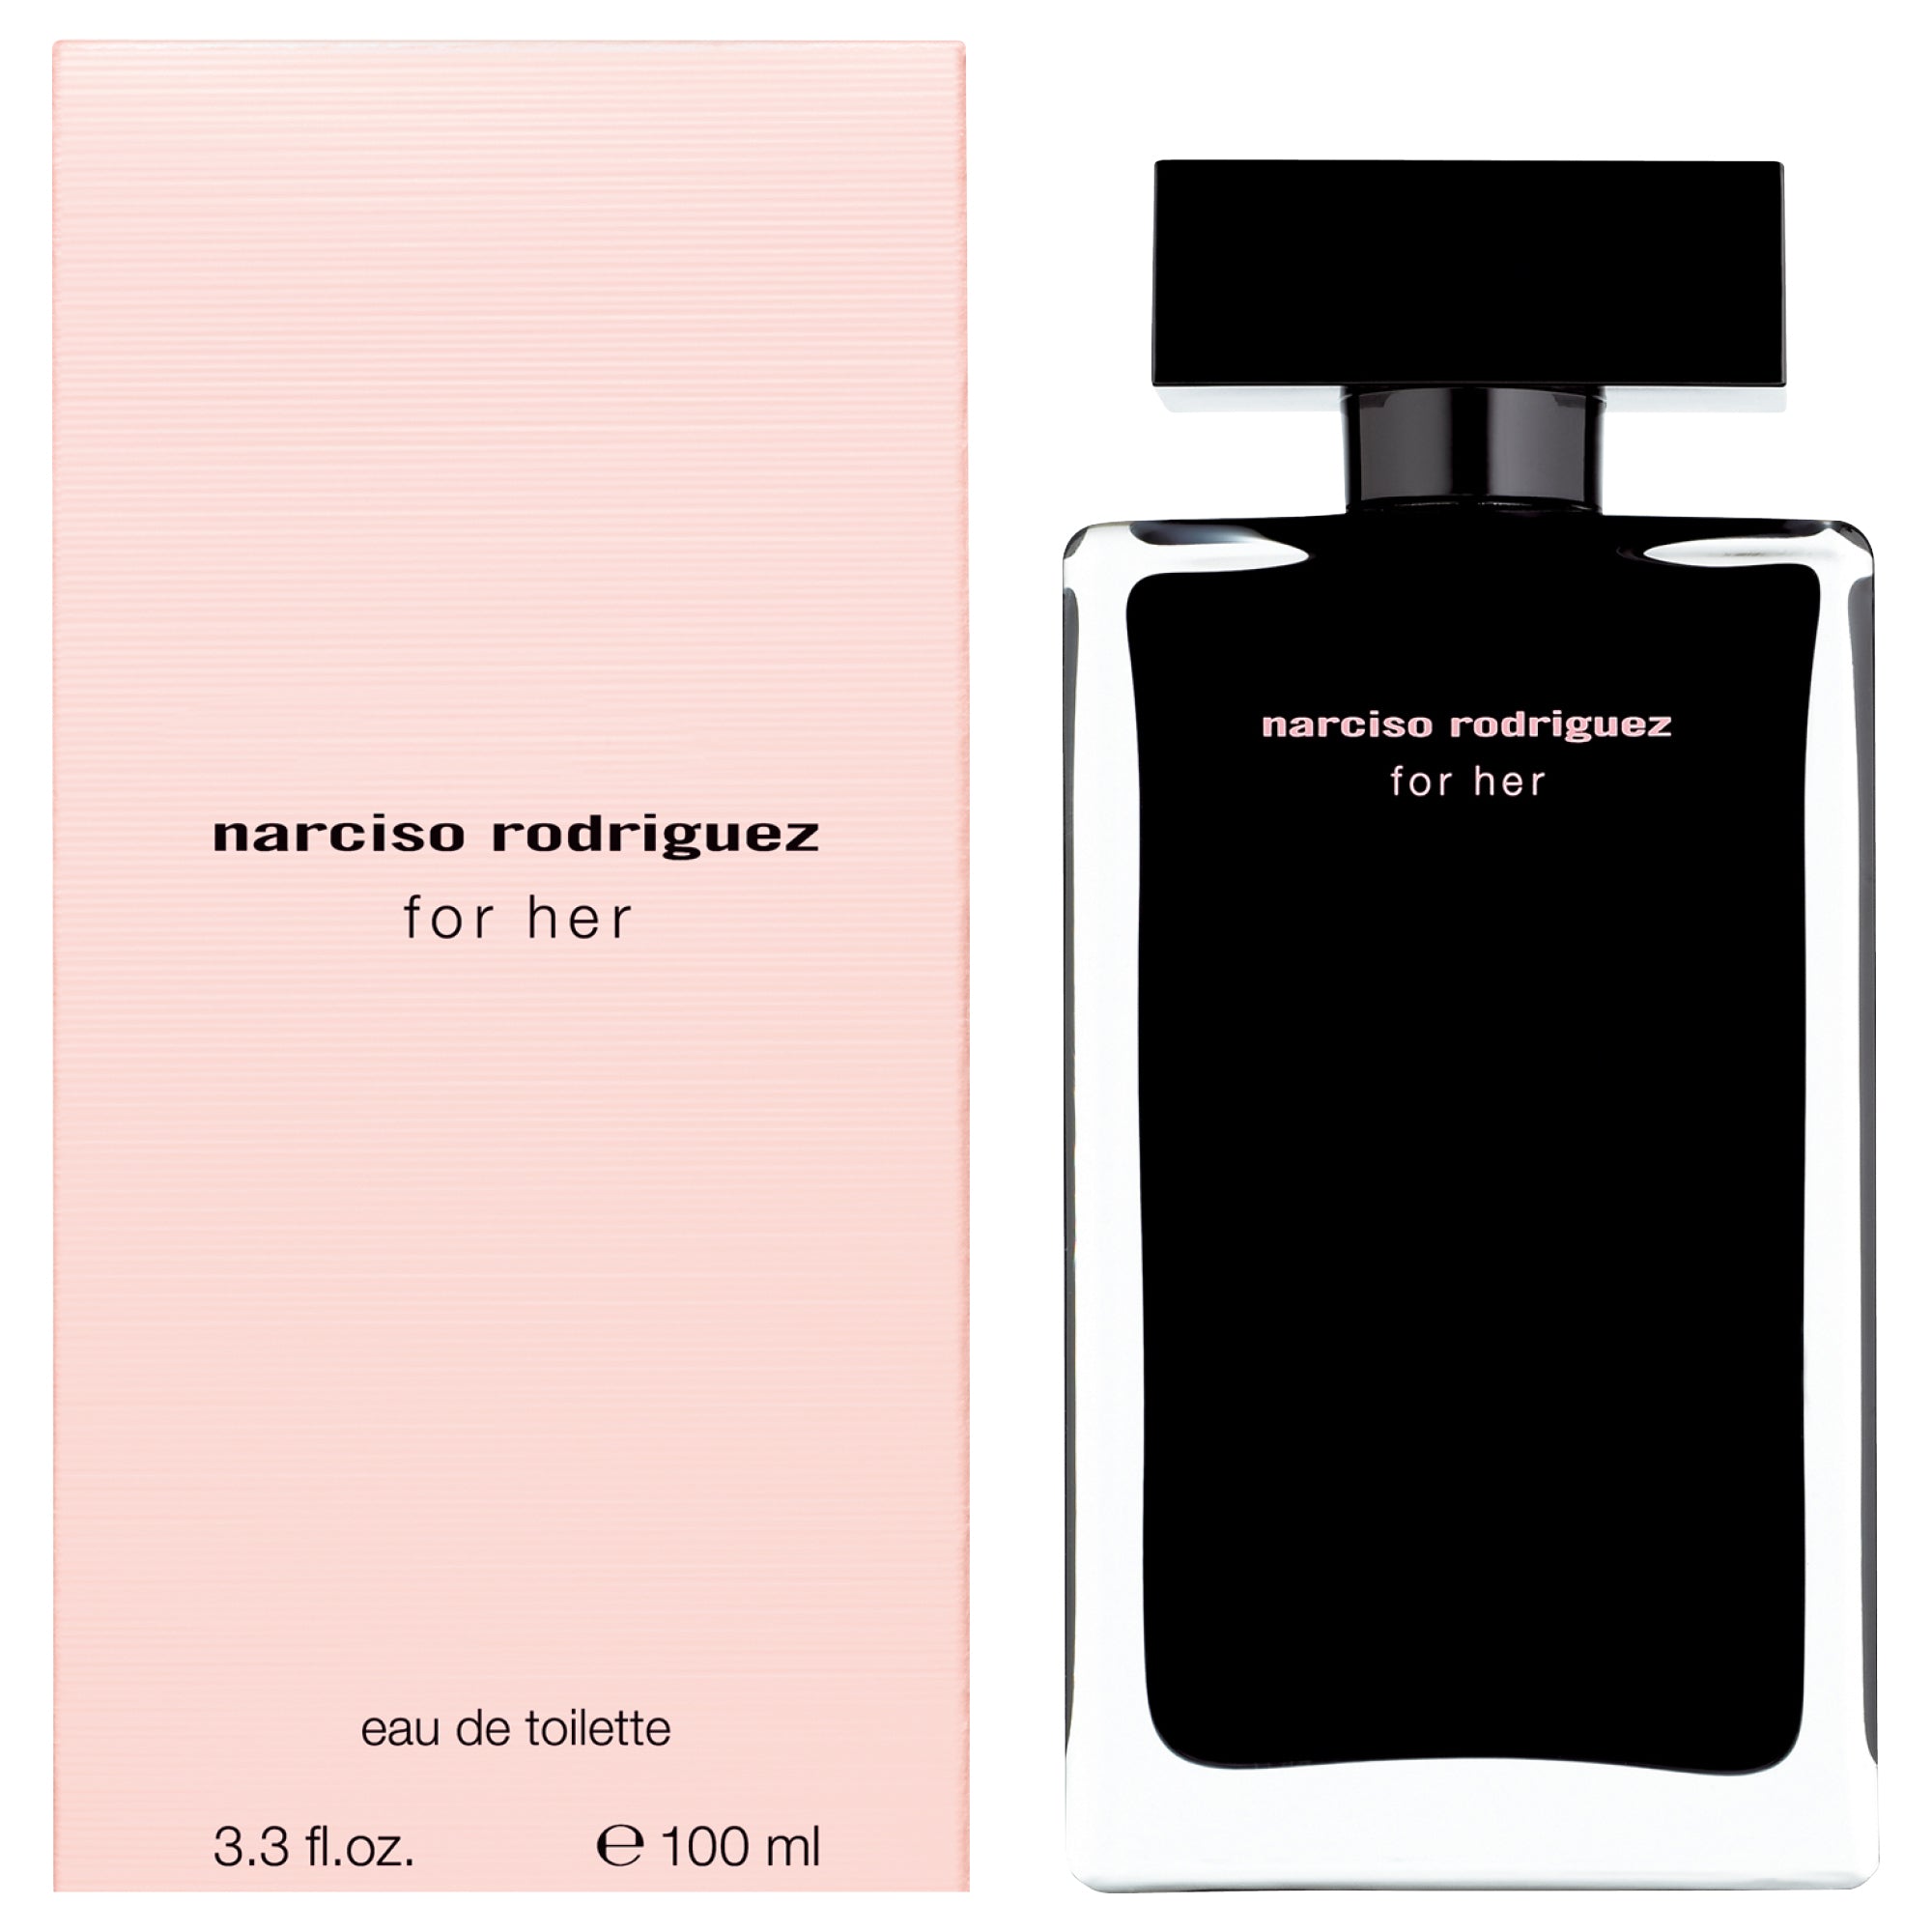 narciso rodriguez
for her
eau de toilette
3.3 fl.oz. ℮ 100 ml
narciso rodriguez
for her